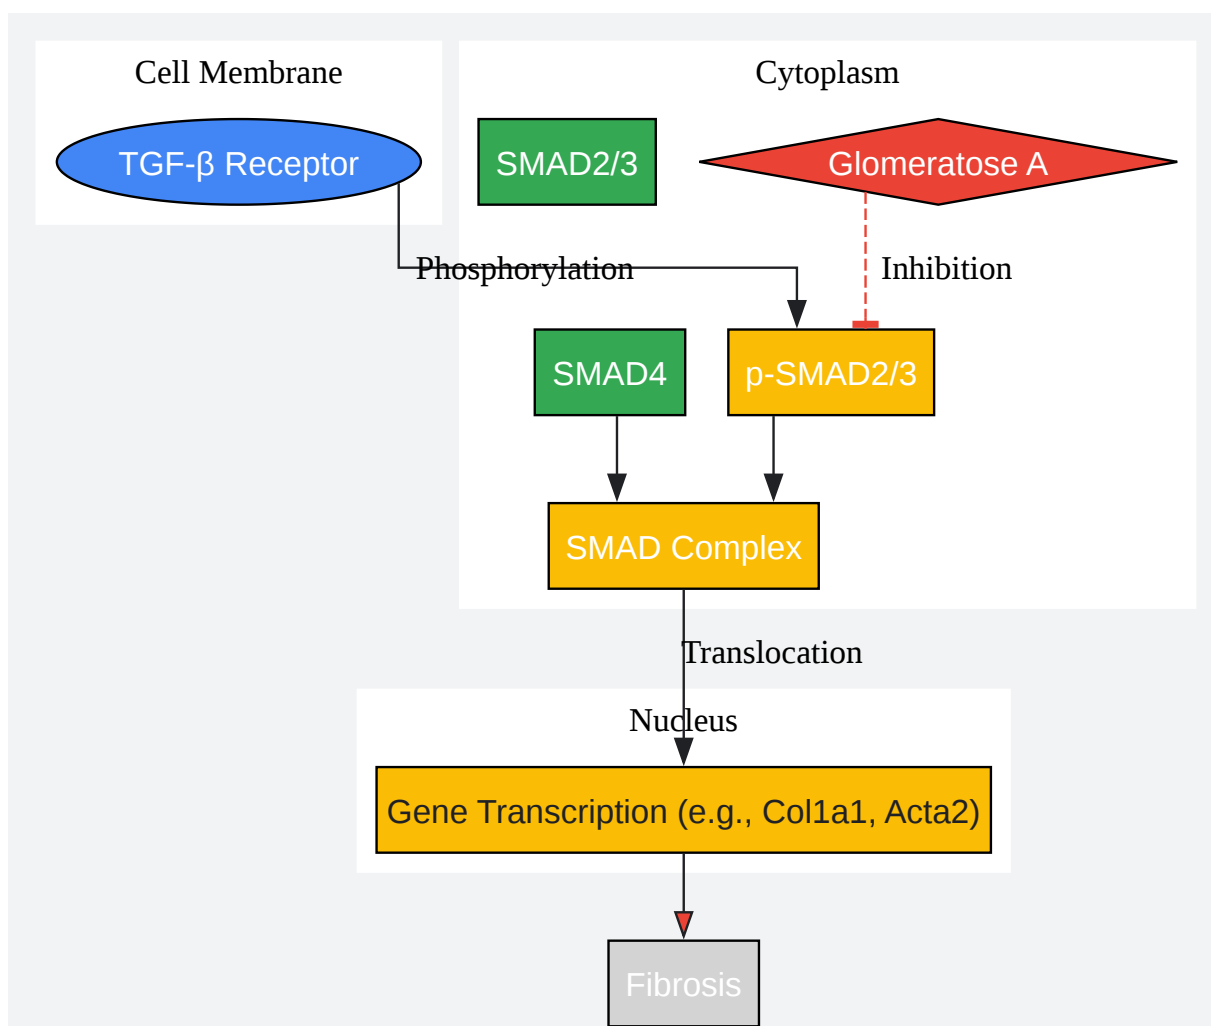 Cell Membrane
Cytoplasm
TGF-β Receptor
SMAD2/3
Glomeratose A
Phosphorylation
Inhibition
SMAD4
p-SMAD2/3
SMAD Complex
Translocation
Nucleus
Gene Transcription (e.g., Col1a1, Acta2)
Fibrosis